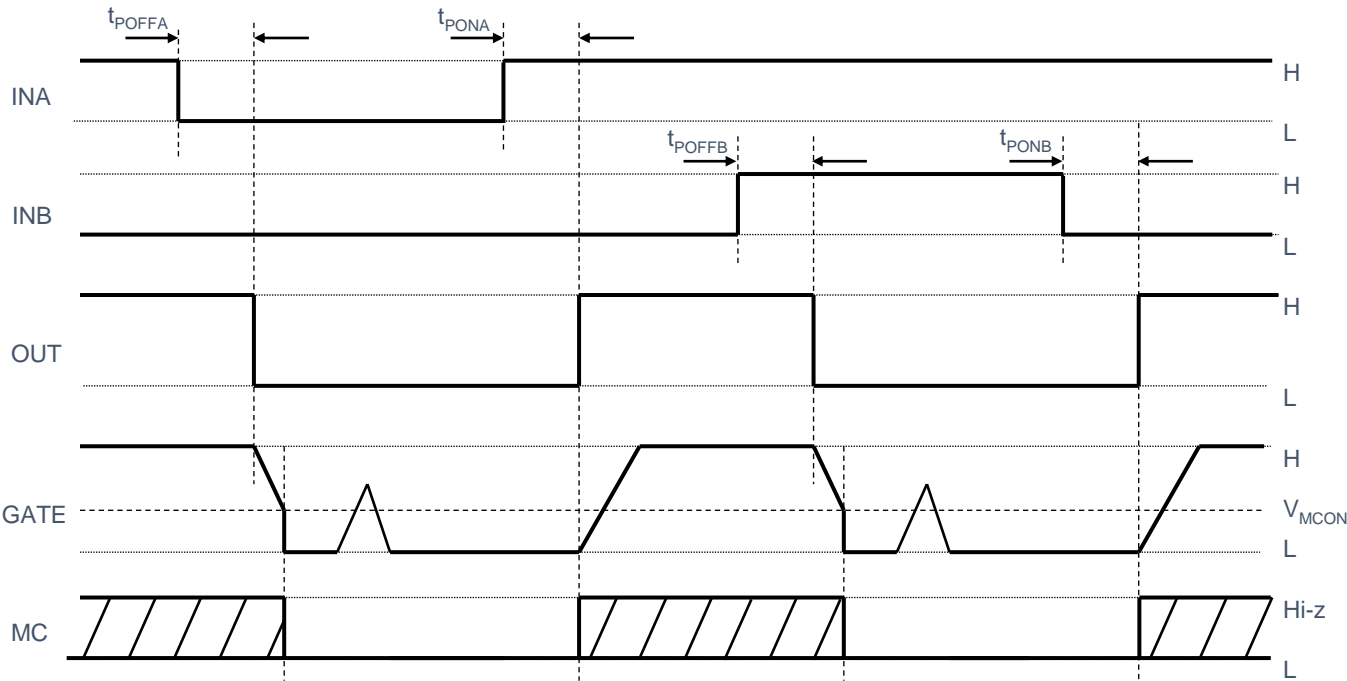 tPOFFA
tPONA
INA
H
L
tPOFFB
tPONB
INB
H
L
OUT
H
L
GATE
H
VMCON
L
MC
Hi-z
L